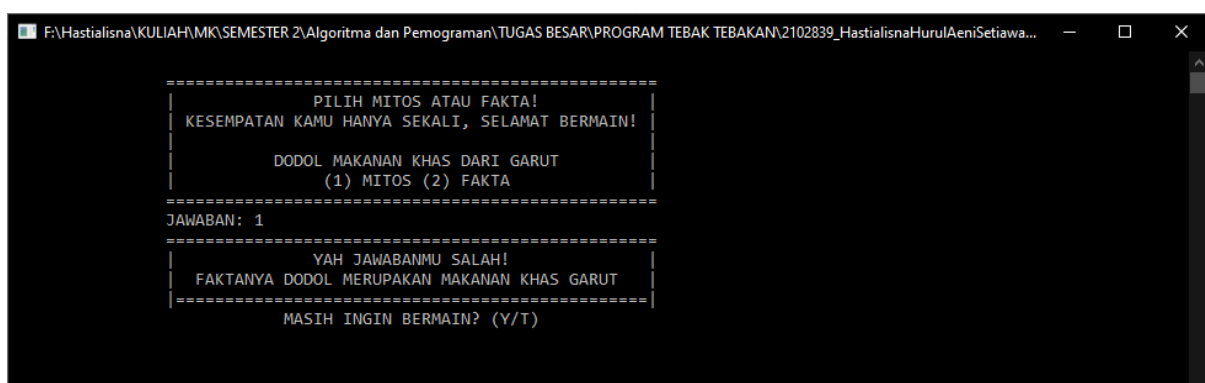 F:\Hastialisna\KULIAH\MK\SEMESTER 2\Algoritma dan Pemograman\TUGAS BESAR\PROGRAM TEBAK TEBAKAN\2102839_HastialisnaHurulAeniSetiawa...
==================================================
| PILIH MITOS ATAU FAKTA! |
| KESEMPATAN KAMU HANYA SEKALI, SELAMAT BERMAIN! |
| |
| DODOL MAKANAN KHAS DARI GARUT |
| (1) MITOS (2) FAKTA |
==================================================
JAWABAN: 1
==================================================
| YAH JAWABANMU SALAH! |
| FAKTANYA DODOL MERUPAKAN MAKANAN KHAS GARUT |
|================================================|
MASIH INGIN BERMAIN? (Y/T)